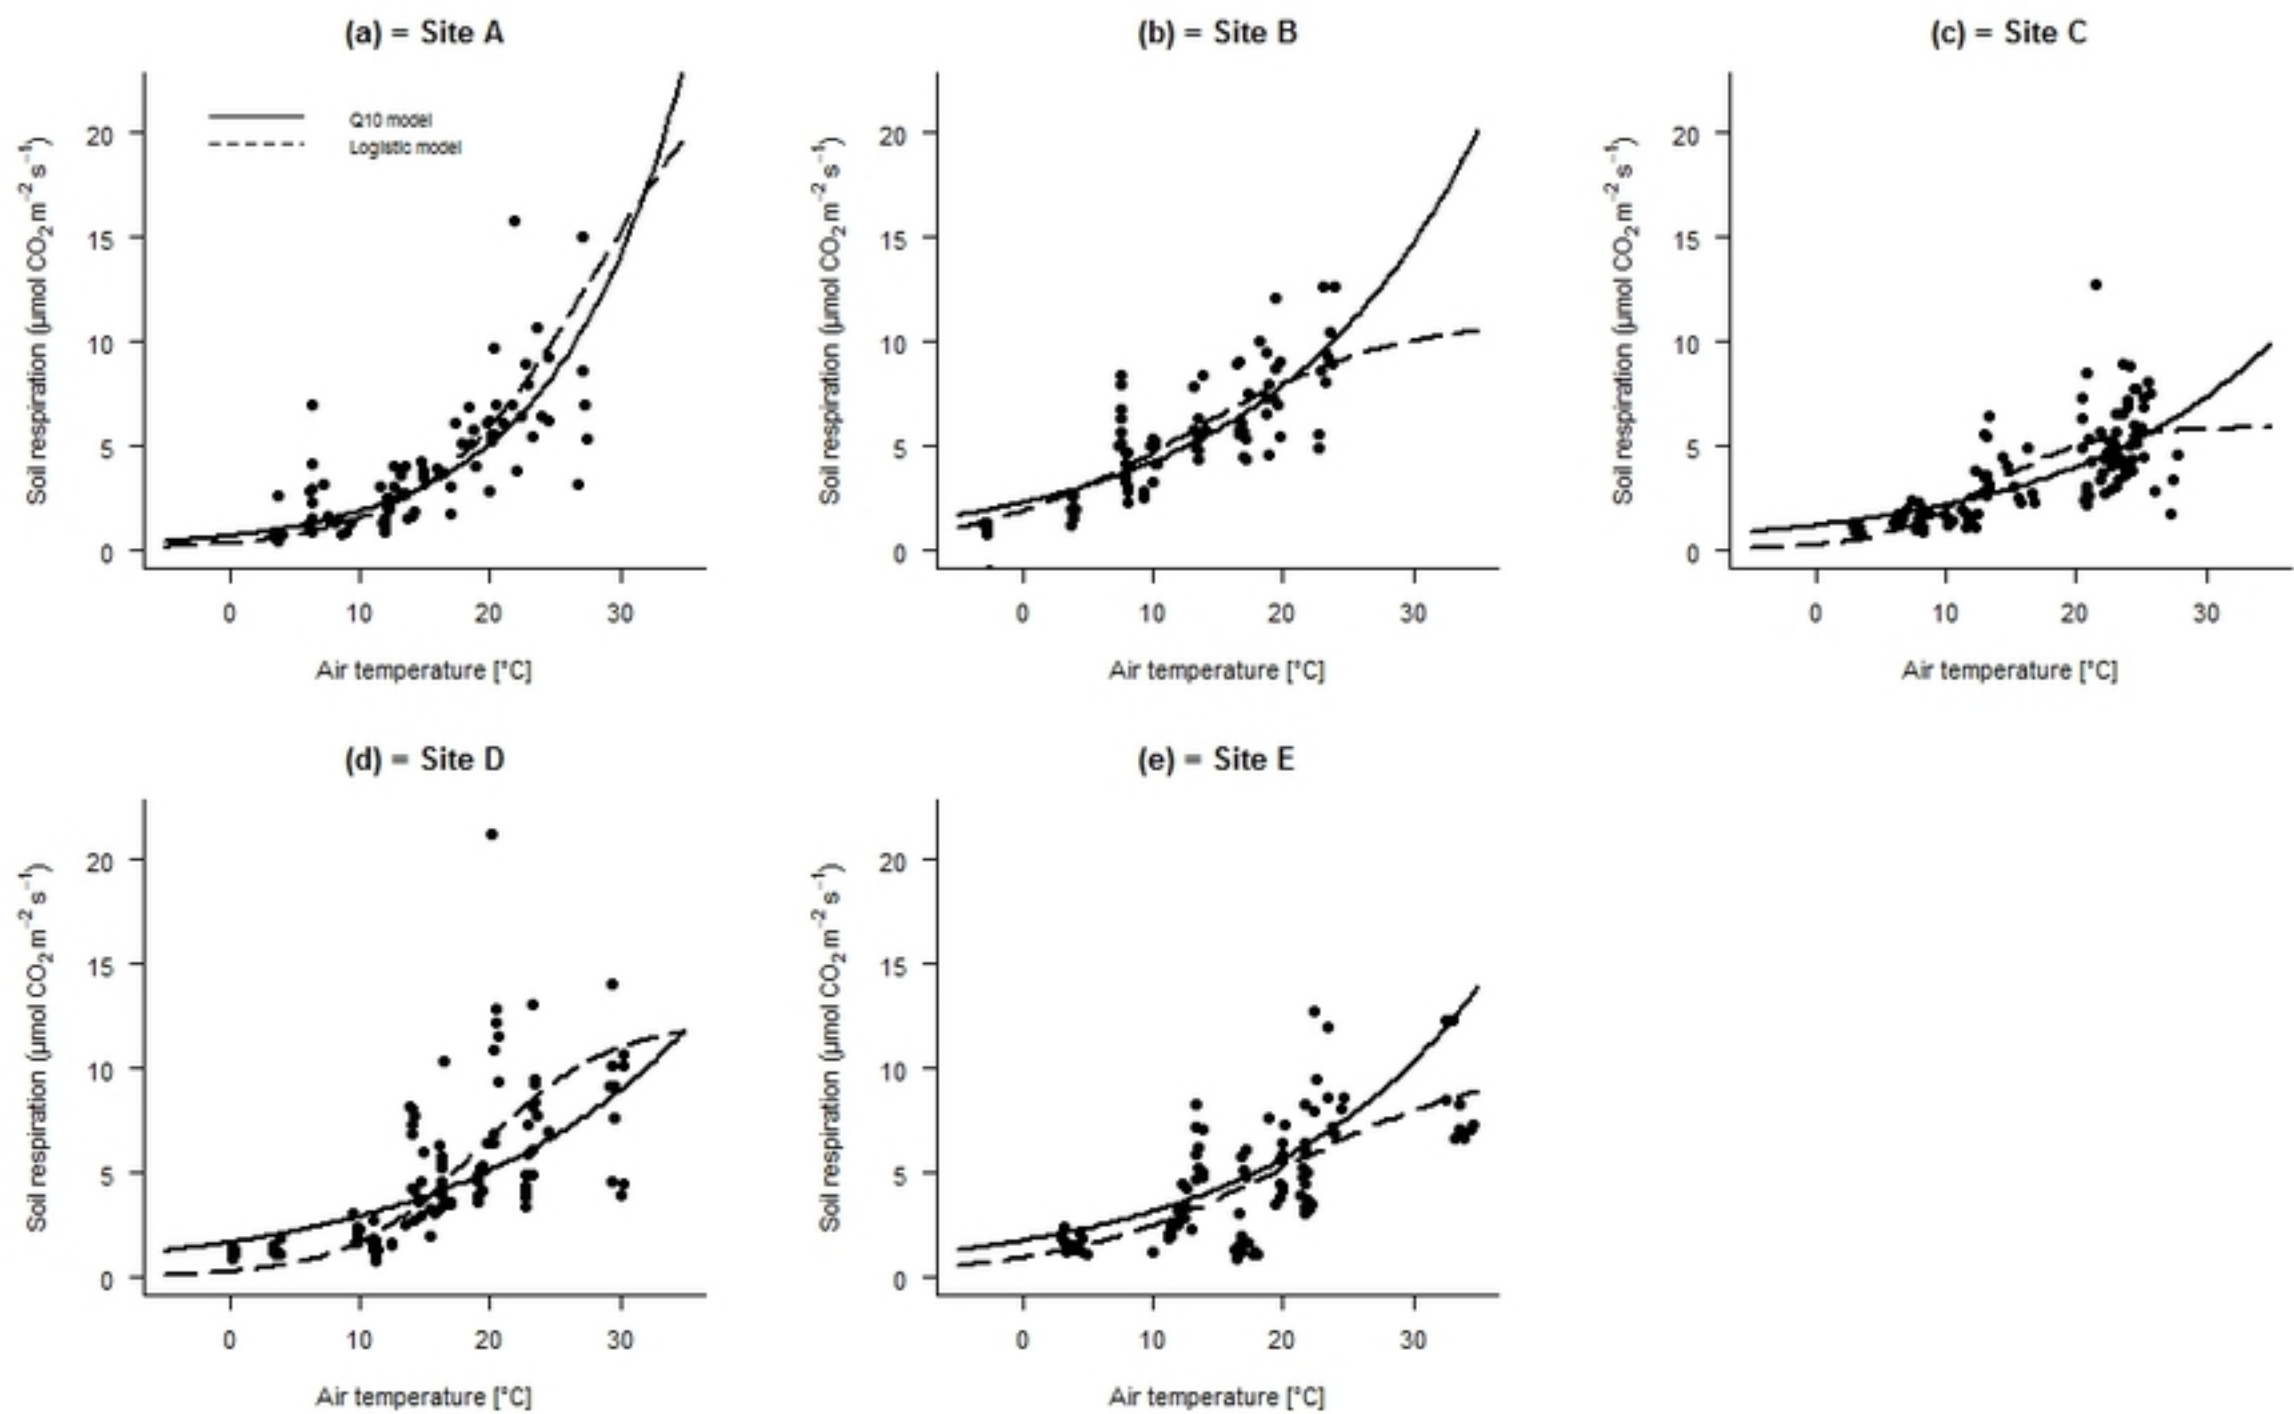 (a) = Site A
(b) = Site B
(c) = Site C
Q10 model
Logistic model
Soil respiration (µmol CO₂ m⁻² s⁻¹)
20
15
10
5
0
0 10 20 30
Air temperature [°C]
Soil respiration (µmol CO₂ m⁻² s⁻¹)
20
15
10
5
0
0 10 20 30
Air temperature [°C]
Soil respiration (µmol CO₂ m⁻² s⁻¹)
20
15
10
5
0
0 10 20 30
Air temperature [°C]
(d) = Site D
(e) = Site E
Soil respiration (µmol CO₂ m⁻² s⁻¹)
20
15
10
5
0
0 10 20 30
Air temperature [°C]
Soil respiration (µmol CO₂ m⁻² s⁻¹)
20
15
10
5
0
0 10 20 30
Air temperature [°C]